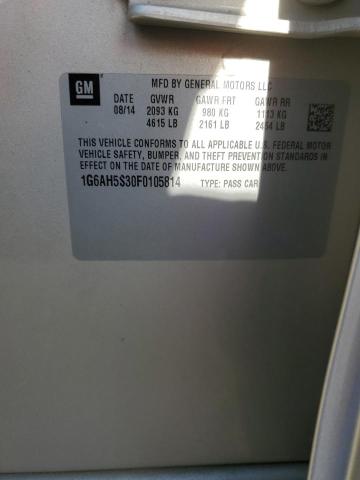 GM
MFD BY GENERAL MOTORS LLC
DATE GVWR GAWR FRT GAWR RR
08/14 2093 KG 980 KG 1113 KG
4615 LB 2161 LB 2454 LB
THIS VEHICLE CONFORMS TO ALL APPLICABLE U.S. FEDERAL MOTOR
VEHICLE SAFETY, BUMPER, AND THEFT PREVENTION STANDARDS IN
EFFECT ON THE DATE OF MANUFACTURE SHOWN ABOVE.
1G6AH5S30F0105814 TYPE: PASS CAR